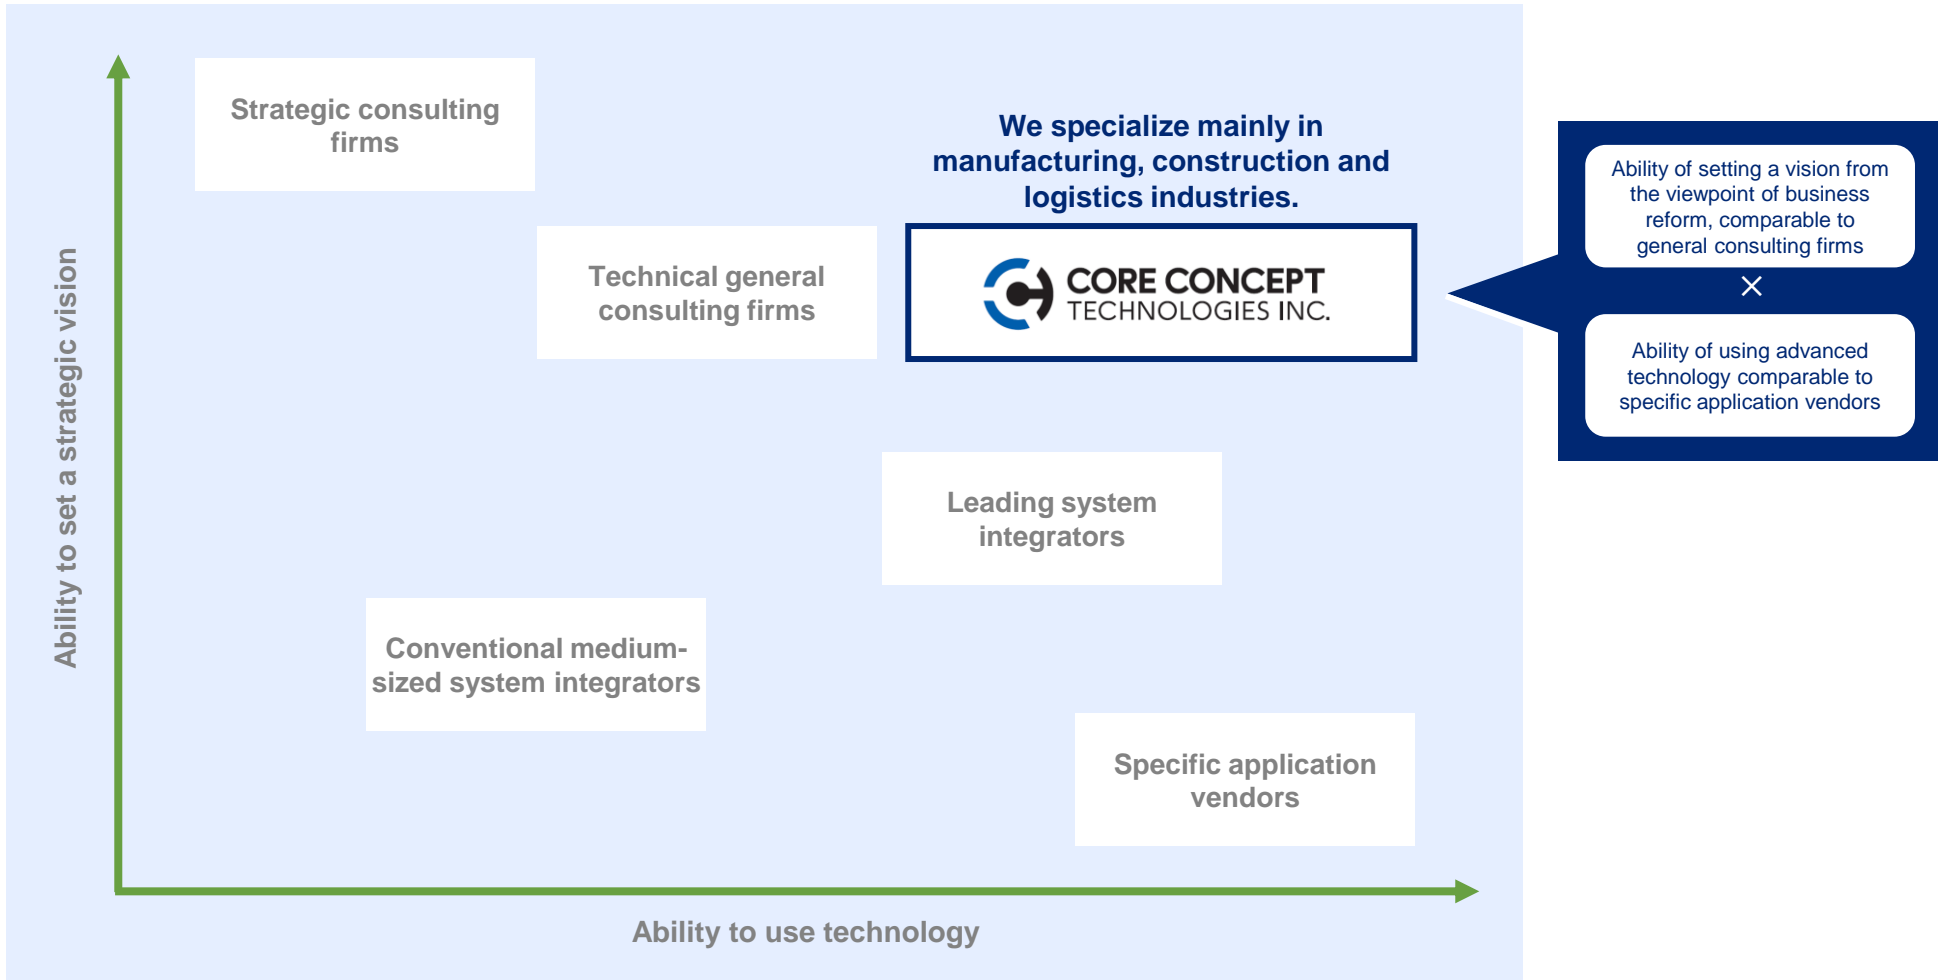 Strategic consulting
firms
We specialize mainly in
manufacturing, construction and
logistics industries.
Technical general
consulting firms
CORE CONCEPT
TECHNOLOGIES INC.
Ability of setting a vision from
the viewpoint of business
reform, comparable to
general consulting firms
×
Ability of using advanced
technology comparable to
specific application vendors
Ability to set a strategic vision
Leading system
integrators
Conventional medium-
sized system integrators
Specific application
vendors
Ability to use technology